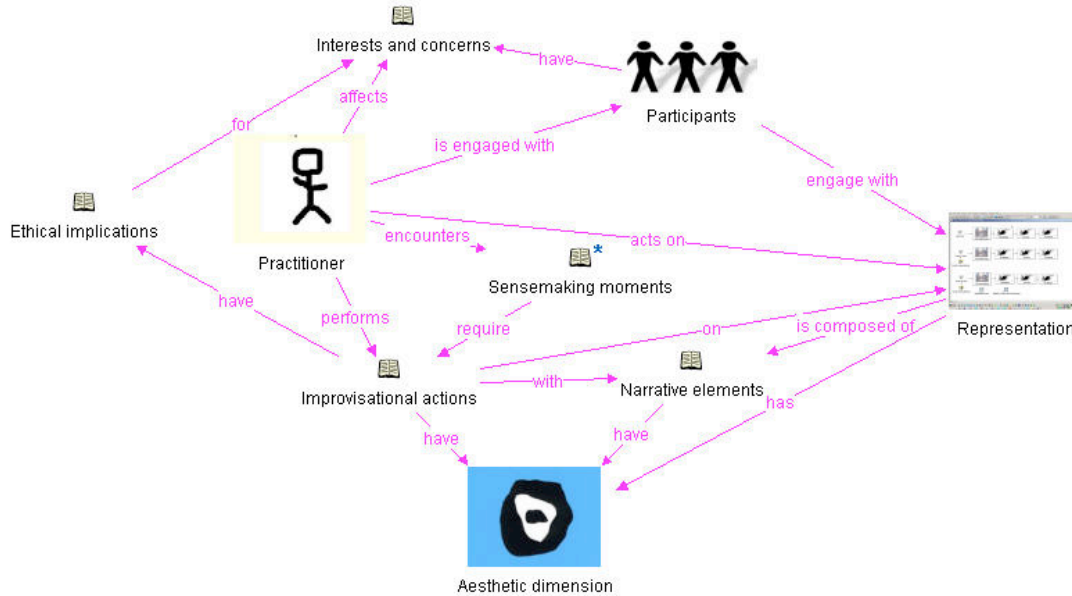 Interests and concerns
have
Participants
affects
for
is engaged with
engage with
Ethical implications
encounters
acts on
Practitioner
*
Sensemaking moments
have
performs
require
on
is composed of
Representation
Improvisational actions
with
Narrative elements
has
have
have
Aesthetic dimension